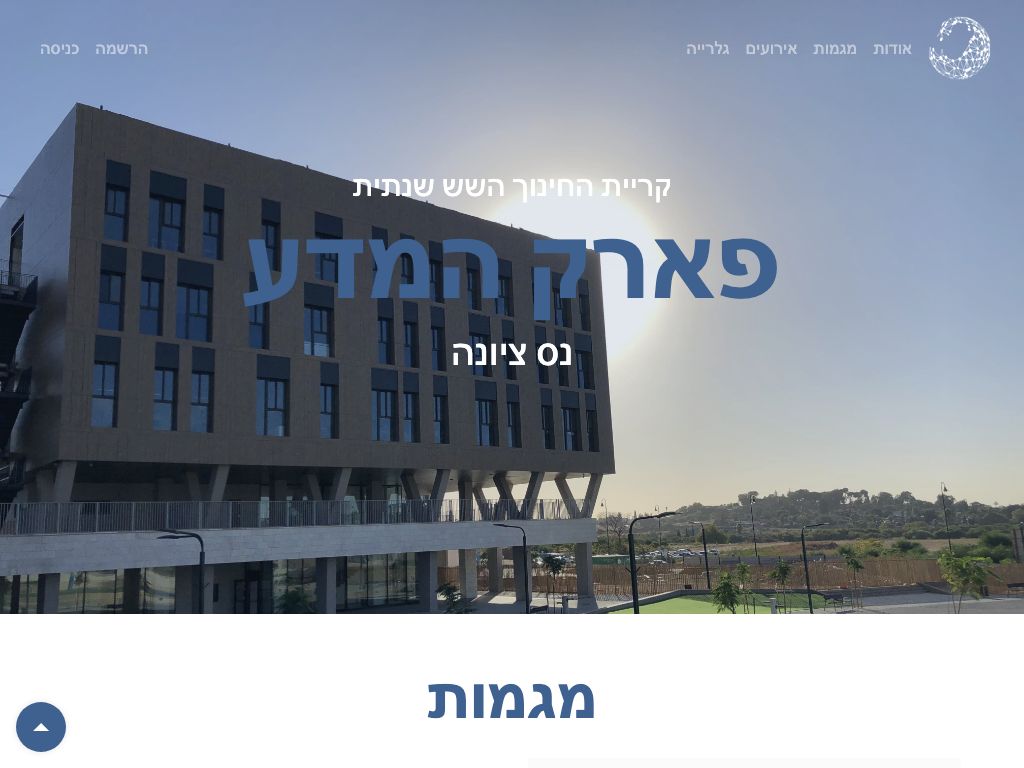 אודות מגמות אירועים גלרייה הרשמה כניסה
קריית החינוך השש שנתית
פארק המדע
נס ציונה
מגמות